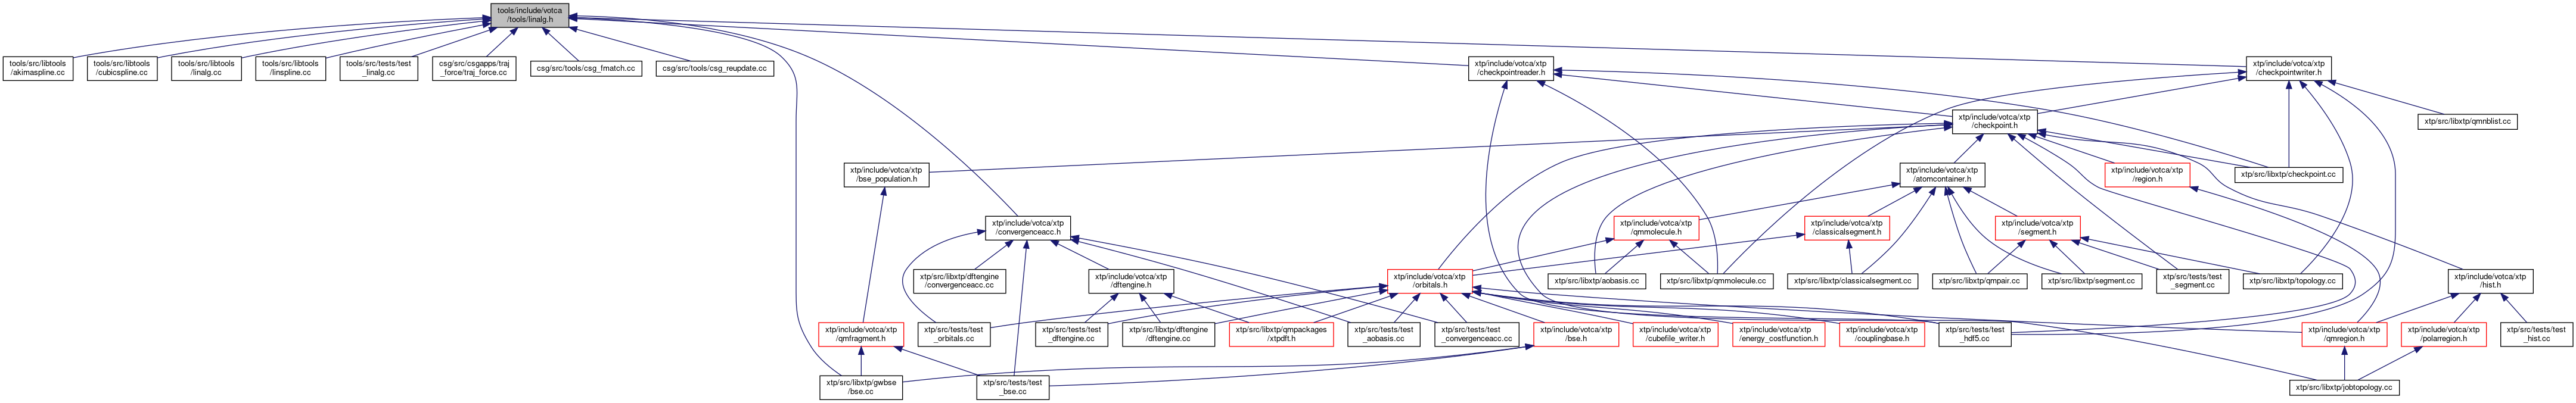 tools/include/votca
/tools/linalg.h
tools/src/libtools
/akimaspline.cc
tools/src/libtools
/cubicspline.cc
tools/src/libtools
/linalg.cc
tools/src/libtools
/linspline.cc
tools/src/tests/test
_linalg.cc
csg/src/csgapps/traj
_force/traj_force.cc
csg/src/tools/csg_fmatch.cc
csg/src/tools/csg_reupdate.cc
xtp/include/votca/xtp
/checkpointreader.h
xtp/include/votca/xtp
/checkpointwriter.h
xtp/include/votca/xtp
/checkpoint.h
xtp/src/libxtp/qmnblist.cc
xtp/include/votca/xtp
/bse_population.h
xtp/include/votca/xtp
/atomcontainer.h
xtp/include/votca/xtp
/region.h
xtp/src/libxtp/checkpoint.cc
xtp/include/votca/xtp
/convergenceacc.h
xtp/include/votca/xtp
/qmmolecule.h
xtp/include/votca/xtp
/classicalsegment.h
xtp/include/votca/xtp
/segment.h
xtp/src/libxtp/dftengine
/convergenceacc.cc
xtp/include/votca/xtp
/dftengine.h
xtp/include/votca/xtp
/orbitals.h
xtp/src/libxtp/aobasis.cc
xtp/src/libxtp/qmmolecule.cc
xtp/src/libxtp/classicalsegment.cc
xtp/src/libxtp/qmpair.cc
xtp/src/libxtp/segment.cc
xtp/src/tests/test
_segment.cc
xtp/src/libxtp/topology.cc
xtp/include/votca/xtp
/hist.h
xtp/include/votca/xtp
/qmfragment.h
xtp/src/tests/test
_orbitals.cc
xtp/src/tests/test
_dftengine.cc
xtp/src/libxtp/dftengine
/dftengine.cc
xtp/src/libxtp/qmpackages
/xtpdft.h
xtp/src/tests/test
_aobasis.cc
xtp/src/tests/test
_convergenceacc.cc
xtp/include/votca/xtp
/bse.h
xtp/include/votca/xtp
/cubefile_writer.h
xtp/include/votca/xtp
/energy_costfunction.h
xtp/include/votca/xtp
/couplingbase.h
xtp/src/tests/test
_hdf5.cc
xtp/include/votca/xtp
/qmregion.h
xtp/include/votca/xtp
/polarregion.h
xtp/src/tests/test
_hist.cc
xtp/src/libxtp/gwbse
/bse.cc
xtp/src/tests/test
_bse.cc
xtp/src/libxtp/jobtopology.cc